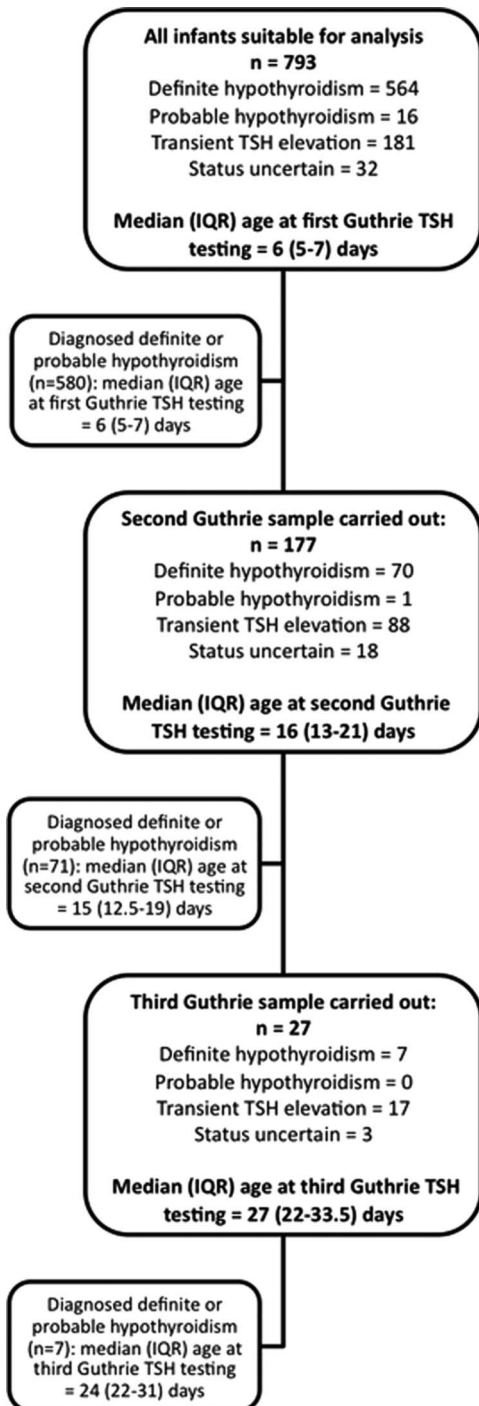 All infants suitable for analysis
n = 793
Definite hypothyroidism = 564
Probable hypothyroidism = 16
Transient TSH elevation = 181
Status uncertain = 32
Median (IQR) age at first Guthrie TSH
testing = 6 (5-7) days
Diagnosed definite or
probable hypothyroidism
(n=580): median (IQR) age
at first Guthrie TSH testing
= 6 (5-7) days
Second Guthrie sample carried out:
n = 177
Definite hypothyroidism = 70
Probable hypothyroidism = 1
Transient TSH elevation = 88
Status uncertain = 18
Median (IQR) age at second Guthrie
TSH testing = 16 (13-21) days
Diagnosed definite or
probable hypothyroidism
(n=71): median (IQR) age at
second Guthrie TSH testing
= 15 (12.5-19) days
Third Guthrie sample carried out:
n = 27
Definite hypothyroidism = 7
Probable hypothyroidism = 0
Transient TSH elevation = 17
Status uncertain = 3
Median (IQR) age at third Guthrie TSH
testing = 27 (22-33.5) days
Diagnosed definite or
probable hypothyroidism
(n=7): median (IQR) age at
third Guthrie TSH testing
= 24 (22-31) days